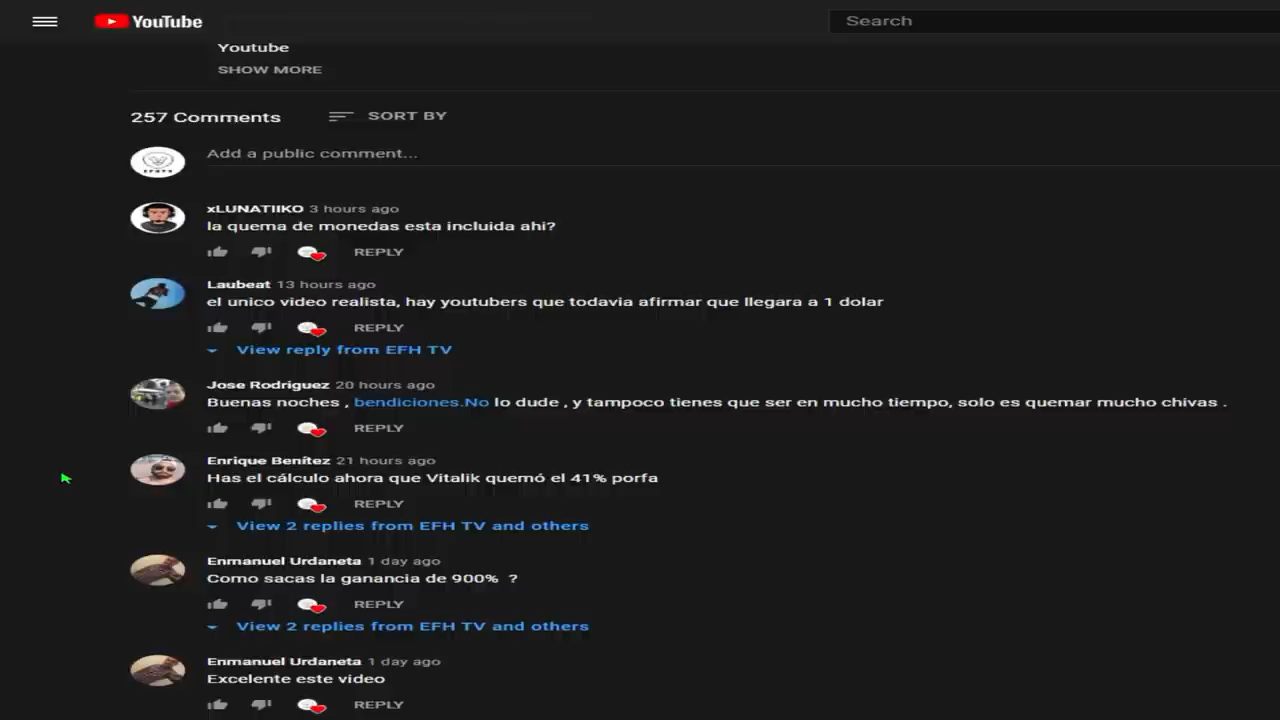 YouTube
Search
Youtube
SHOW MORE
257 Comments
SORT BY
Add a public comment...
xLUNATIIKO 3 hours ago
la quema de monedas esta incluida ahi?
REPLY
Laubeat 13 hours ago
el unico video realista, hay youtubers que todavia afirmar que llegara a 1 dolar
REPLY
View reply from EFH TV
Jose Rodriguez 20 hours ago
Buenas noches , bendiciones.No lo dude , y tampoco tienes que ser en mucho tiempo, solo es quemar mucho chivas .
REPLY
Enrique Benítez 21 hours ago
Has el cálculo ahora que Vitalik quemó el 41% porfa
REPLY
View 2 replies from EFH TV and others
Enmanuel Urdaneta 1 day ago
Como sacas la ganancia de 900% ?
REPLY
View 2 replies from EFH TV and others
Enmanuel Urdaneta 1 day ago
Excelente este video
REPLY